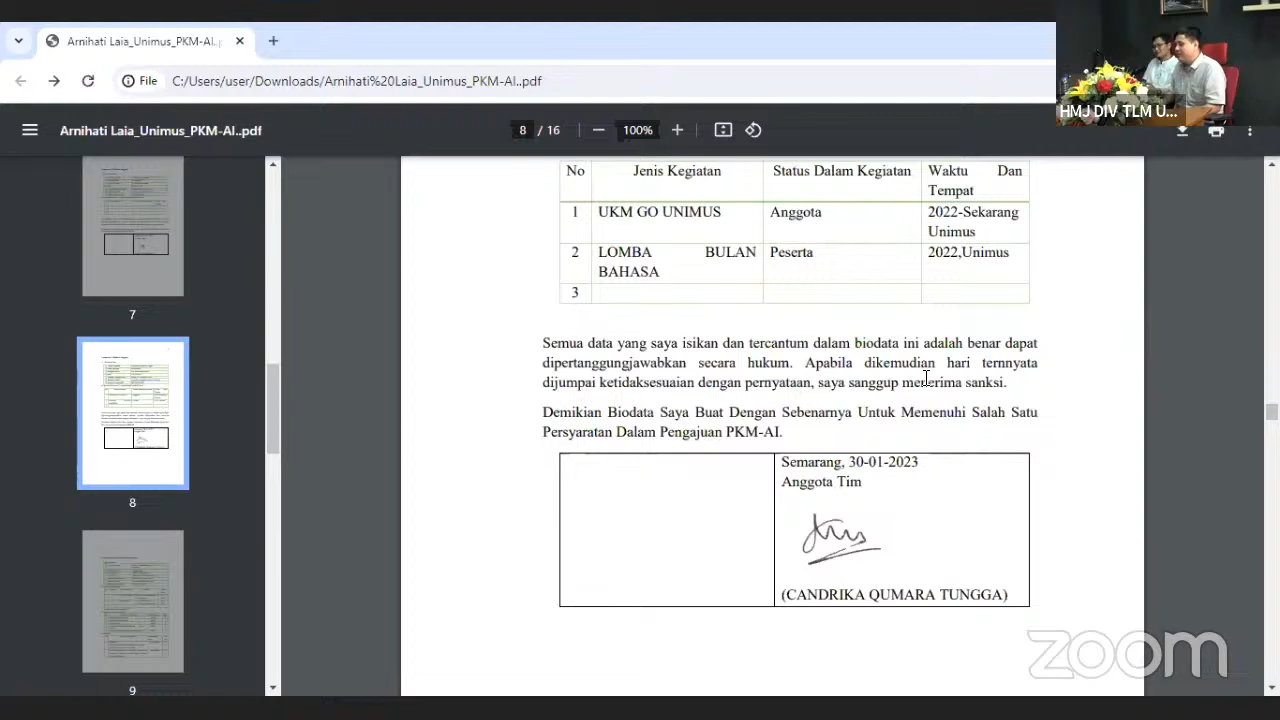 Arnihati Laia_Unimus_PKM-AI..p
File
C:/Users/user/Downloads/Arnihati%20Laia_Unimus_PKM-AI..pdf
HMJ DIV TLM U...
Arnihati Laia_Unimus_PKM-AI..pdf
8 / 16
100%
No Jenis Kegiatan Status Dalam Kegiatan Waktu Dan
Tempat
1 UKM GO UNIMUS Anggota 2022-Sekarang
Unimus
2 LOMBA BULAN Peserta 2022,Unimus
BAHASA
3
Semua data yang saya isikan dan tercantum dalam biodata ini adalah benar dapat
dipertanggungjawabkan secara hukum. Apabila dikemudian hari ternnyata
dijumpai ketidaksesuaian dengan pernyataan, saya sanggup menerima sanksi.
Demikian Biodata Saya Buat Dengan Sebenarnya Untuk Memenuhi Salah Satu
Persyaratan Dalam Pengajuan PKM-AI.
Semarang, 30-01-2023
Anggota Tim
(CANDRIKA QUMARA TUNGGA)
7
8
9
zoom